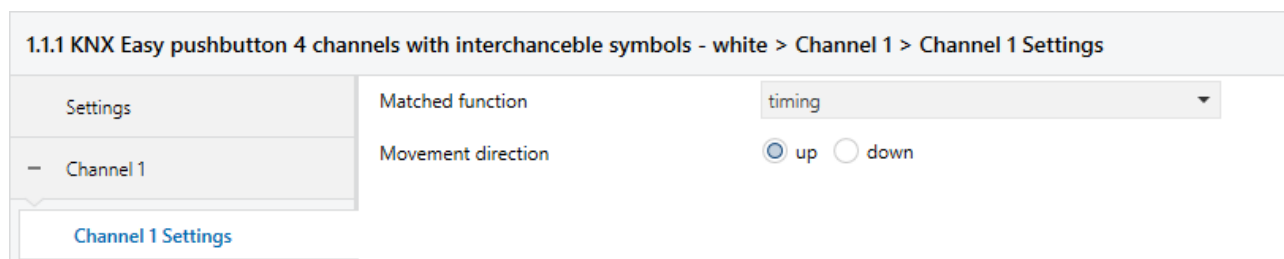 1.1.1 KNX Easy pushbutton 4 channels with interchanceble symbols - white > Channel 1 > Channel 1 Settings
Settings
Matched function timing
Movement direction up down
– Channel 1
Channel 1 Settings